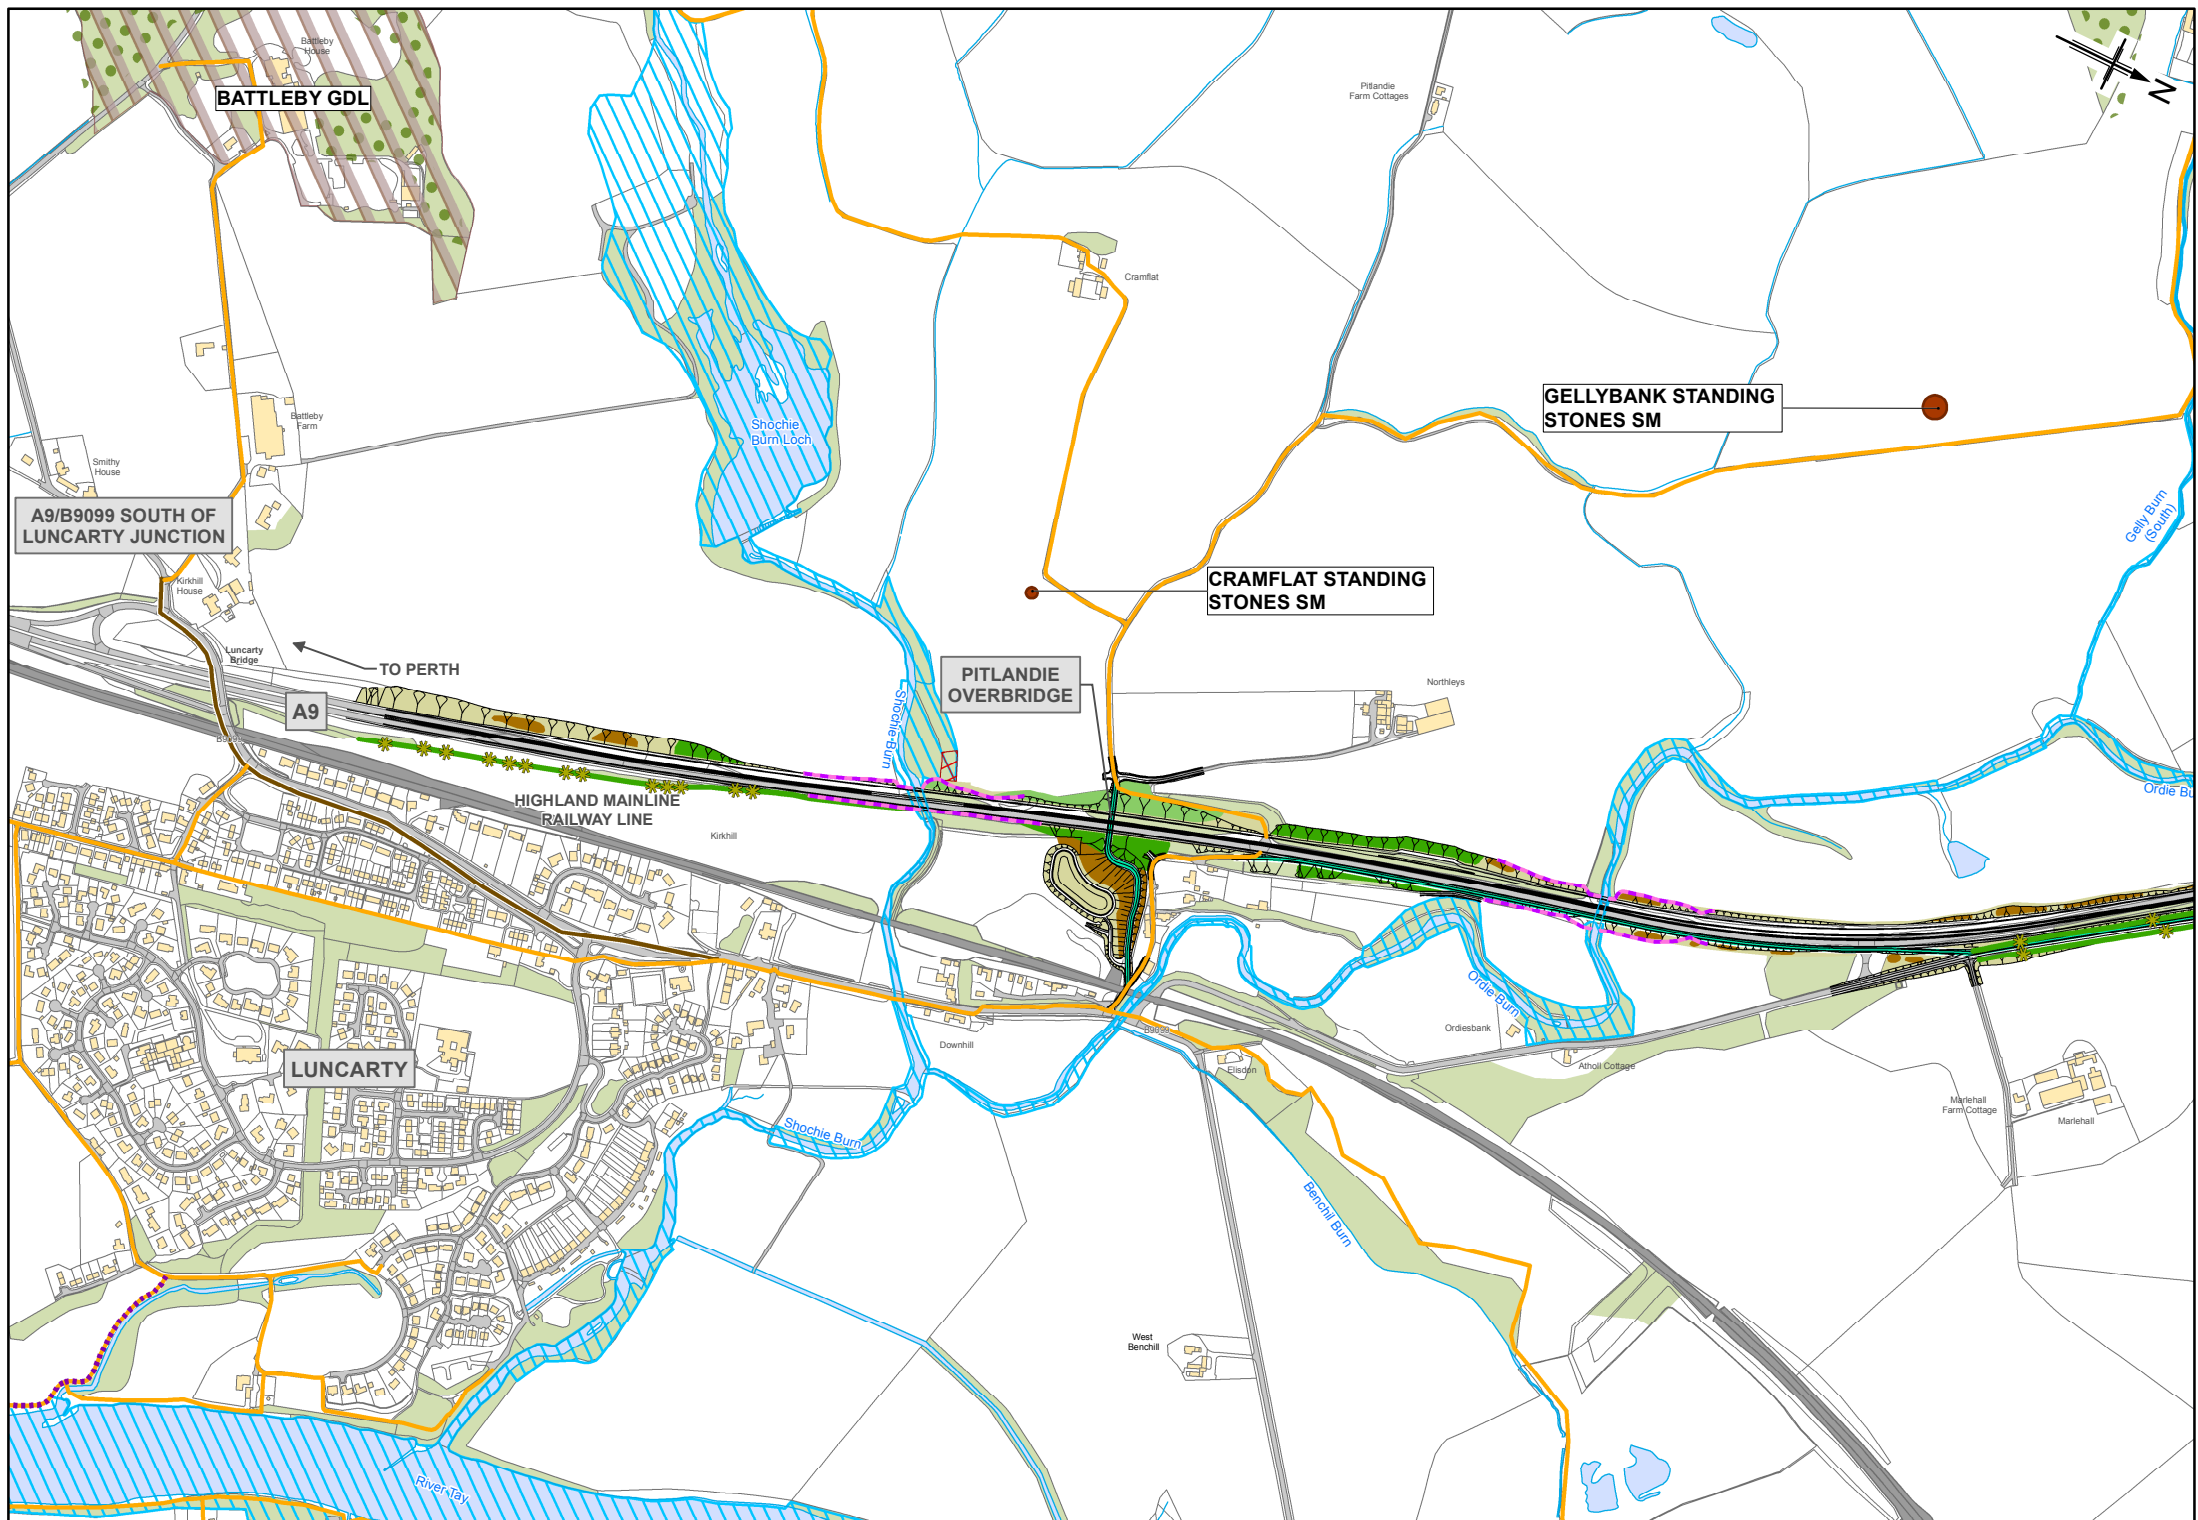 Battleby
House
BATTLEBY GDL
N
Pitlandie
Farm Cottages
Cramflat
GELLYBANK STANDING
STONES SM
Battleby
Farm
Shochie
Burn Loch
Smithy
House
A9/B9099 SOUTH OF
LUNCARTY JUNCTION
Gelly Burn
(South)
Kirkhill
House
CRAMFLAT STANDING
STONES SM
Luncarty
Bridge
TO PERTH
PITLANDIE
OVERBRIDGE
Northleys
A9
Shochie Burn
B9099
HIGHLAND MAINLINE
RAILWAY LINE
Kirkhill
Ordie Bu
Ordie Burn
Ordiesbank
B9099
Downhill
LUNCARTY
Elisdon
Atholl Cottage
Marlehall
Farm Cottage
Marlehall
Shochie Burn
Benchil Burn
West
Benchill
River Tay